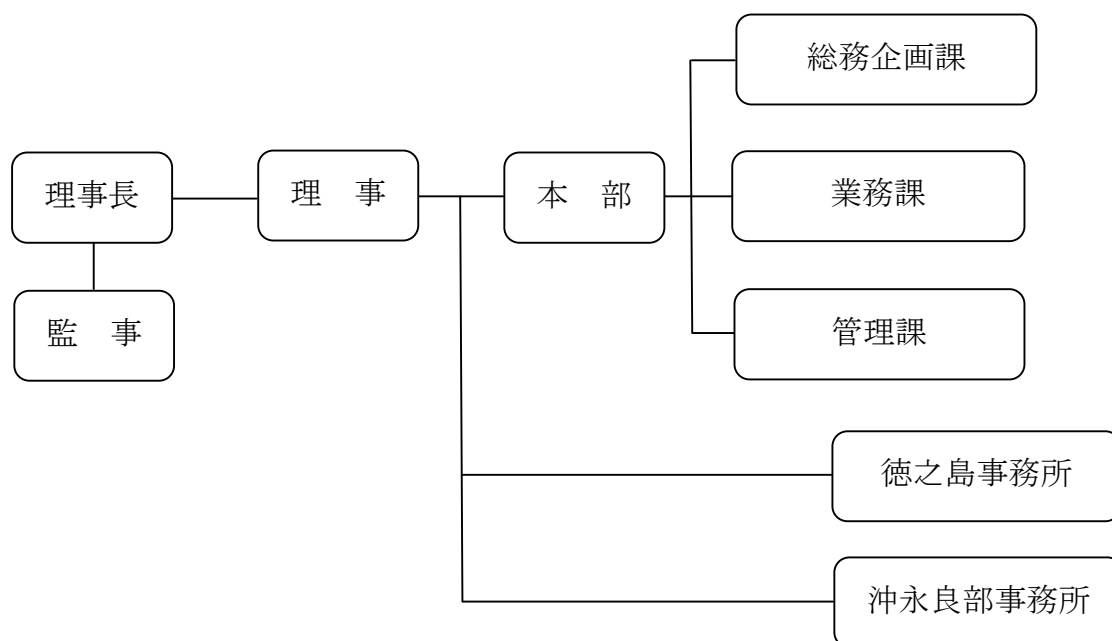 総務企画課
理事長
理　事
本　部
業務課
監　事
管理課
徳之島事務所
沖永良部事務所